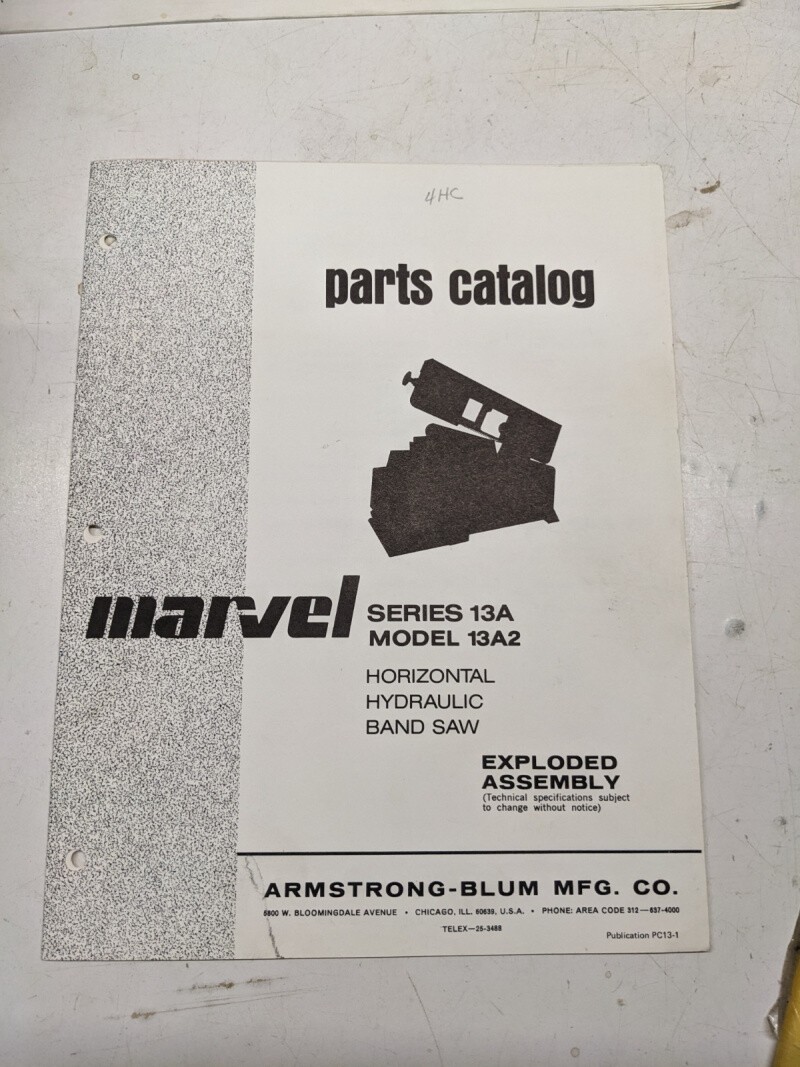 4HC
parts catalog
marvel
SERIES 13A
MODEL 13A2
HORIZONTAL
HYDRAULIC
BAND SAW
EXPLODED
ASSEMBLY
(Technical specifications subject
to change without notice)
ARMSTRONG-BLUM MFG. CO.
5800 W. BLOOMINGDALE AVENUE • CHICAGO, ILL. 60639, U.S.A. • PHONE: AREA CODE 312—637-4000
TELEX—25-3488
Publication PC13-1